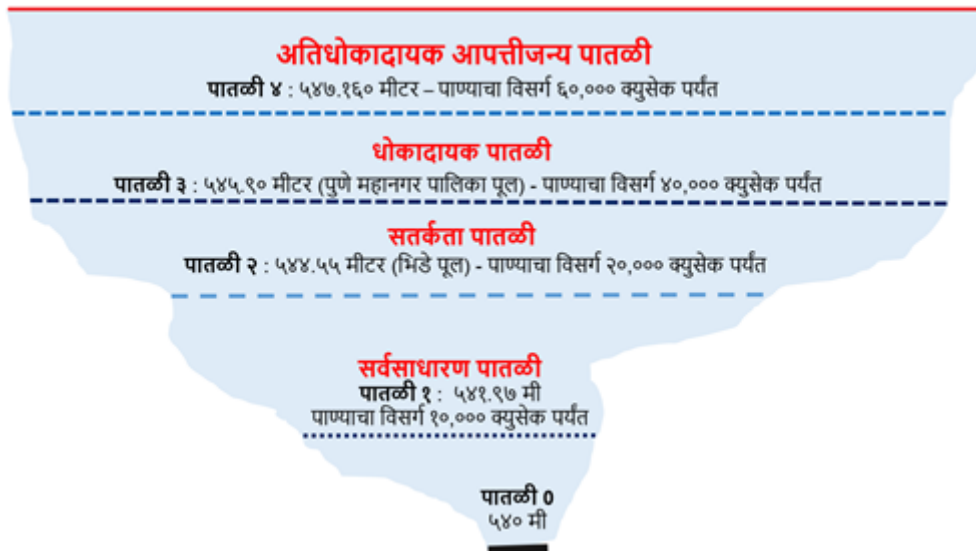 अतिधोकादायक आपत्तीजन्य पातळी
पातळी ४ : ५४७.१६० मीटर – पाण्याचा विसर्ग ६०,००० क्युसेक पर्यंत
धोकादायक पातळी
पातळी ३ : ५४५.९० मीटर (पुणे महानगर पालिका पूल) - पाण्याचा विसर्ग ४०,००० क्युसेक पर्यंत
सतर्कता पातळी
पातळी २ : ५४४.५५ मीटर (भिडे पूल) - पाण्याचा विसर्ग २०,००० क्युसेक पर्यंत
सर्वसाधारण पातळी
पातळी १ : ५४१.९७ मी
पाण्याचा विसर्ग १०,००० क्युसेक पर्यंत
पातळी 0
५४० मी